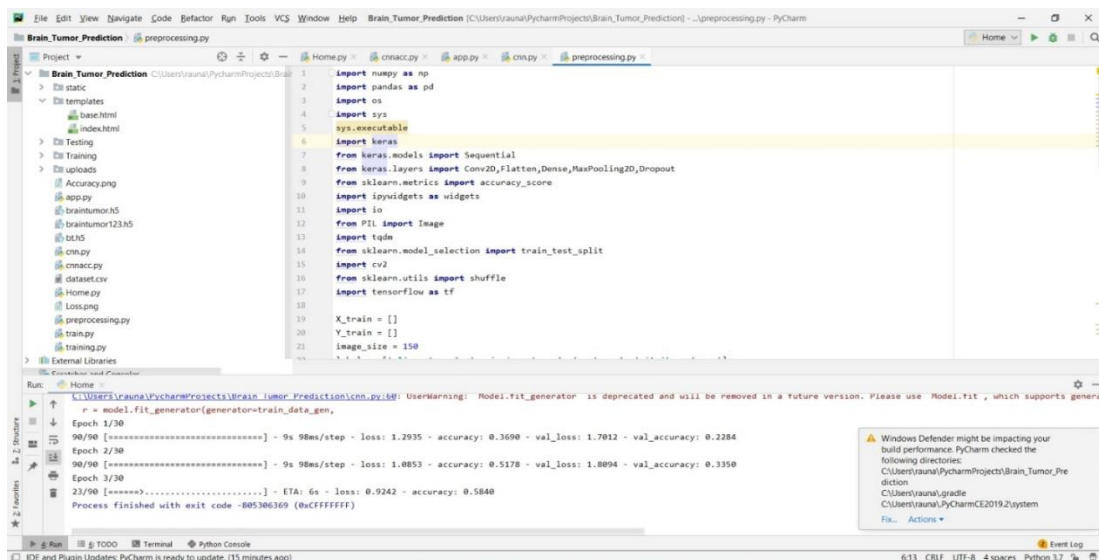 File Edit View Navigate Code Refactor Run Tools VCS Window Help Brain_Tumor_Prediction [C:\Users\rauna\PycharmProjects\Brain_Tumor_Prediction] - ...\preprocessing.py - PyCharm
Brain_Tumor_Prediction preprocessing.py Home
Project Home.py cnnacc.py app.py cnn.py preprocessing.py
1: Project
Brain_Tumor_Prediction C:\Users\rauna\PycharmProjects\Brain
static
templates
base.html
index.html
Testing
Training
uploads
Accuracy.png
app.py
braintumor.h5
braintumor123.h5
bt.h5
cnn.py
cnnacc.py
dataset.csv
Home.py
Loss.png
preprocessing.py
train.py
training.py
External Libraries
Scratches and Consoles
1 import numpy as np
2 import pandas as pd
3 import os
4 import sys
5 sys.executable
6 import keras
7 from keras.models import Sequential
8 from keras.layers import Conv2D,Flatten,Dense,MaxPooling2D,Dropout
9 from sklearn.metrics import accuracy_score
10 import ipywidgets as widgets
11 import io
12 from PIL import Image
13 import tqdm
14 from sklearn.model_selection import train_test_split
15 import cv2
16 from sklearn.utils import shuffle
17 import tensorflow as tf
18
19 X_train = []
20 Y_train = []
21 image_size = 150
Run: Home
C:\Users\rauna\PycharmProjects\Brain_Tumor_Prediction\cnn.py:60: UserWarning: `Model.fit_generator` is deprecated and will be removed in a future version. Please use `Model.fit`, which supports genera
r = model.fit_generator(generator=train_data_gen,
Epoch 1/30
90/90 [==============================] - 9s 98ms/step - loss: 1.2935 - accuracy: 0.3690 - val_loss: 1.7012 - val_accuracy: 0.2284
Epoch 2/30
90/90 [==============================] - 9s 98ms/step - loss: 1.0853 - accuracy: 0.5178 - val_loss: 1.8094 - val_accuracy: 0.3350
Epoch 3/30
23/90 [======>.......................] - ETA: 6s - loss: 0.9242 - accuracy: 0.5840
Process finished with exit code -805306369 (0xCFFFFFFF)
Windows Defender might be impacting your
build performance. PyCharm checked the
following directories:
C:\Users\rauna\PycharmProjects\Brain_Tumor_Pre
diction
C:\Users\rauna\.gradle
C:\Users\rauna\.PyCharmCE2019.2\system
Fix... Actions
Z: Structure
2: Favorites
4: Run 6: TODO Terminal Python Console Event Log
IDE and Plugin Updates: PyCharm is ready to update. (15 minutes ago) 6:13 CRLF UTF-8 4 spaces Python 3.7